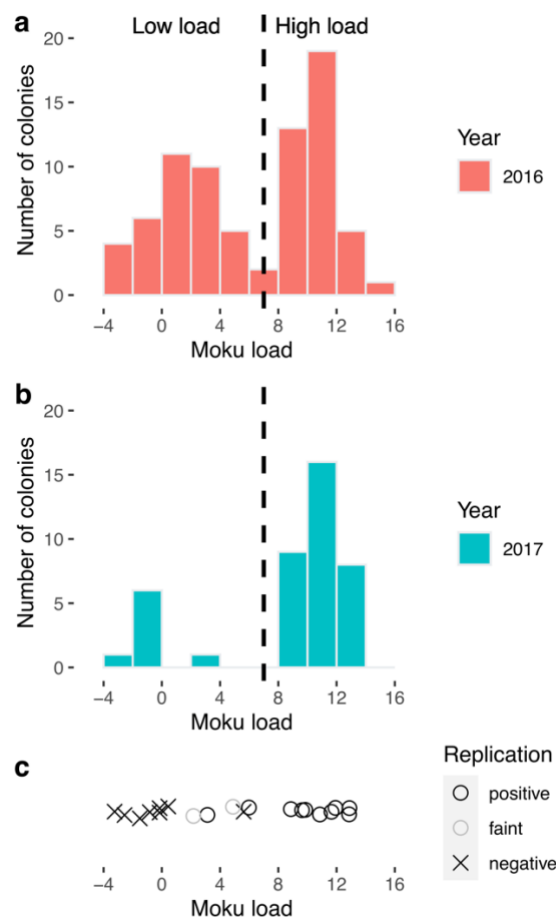 a
Low load High load
20
15
10
5
0
Number of colonies
-4 0 4 8 12 16
Moku load
Year
2016
b
20
15
10
5
0
Number of colonies
-4 0 4 8 12 16
Moku load
Year
2017
c
-4 0 4 8 12 16
Moku load
Replication
positive
faint
negative